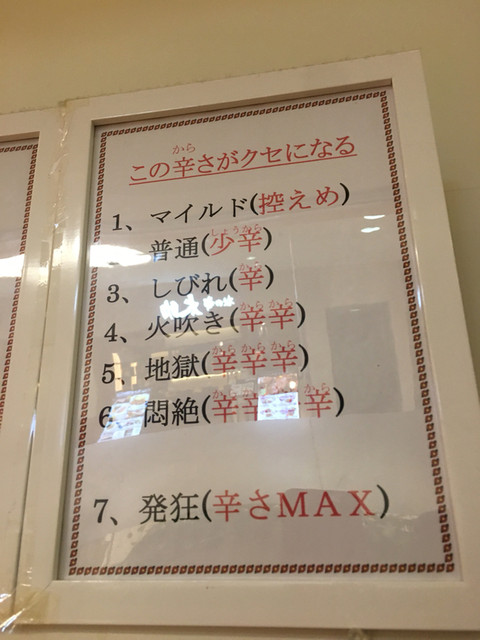 この辛さがクセになる
1、マイルド(控えめ)
普通(少辛)
3、しびれ(辛)
4、火吹き(辛辛)
5、地獄(辛辛辛)
6、悶絶(辛辛辛辛)
7、発狂(辛さMAX)